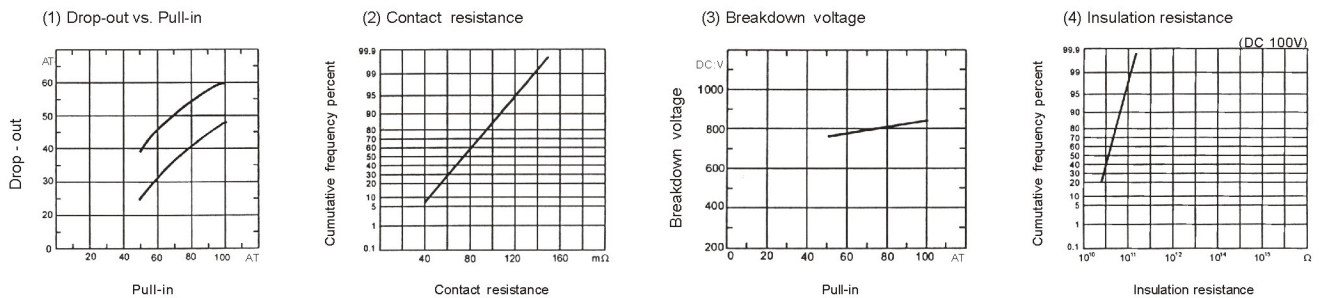 (1) Drop-out vs. Pull-in
AT
60
50
40
30
20
0
Drop - out
20 40 60 80 100 AT
Pull-in
(2) Contact resistance
99.9
99
95
90
80
70
60
50
40
30
20
10
5
1
0.1
Cumutative frequency percent
40 80 120 160 mΩ
Contact resistance
(3) Breakdown voltage
DC:V
1000
800
600
400
200
Breakdown voltage
0 20 40 60 80 100 AT
Pull-in
(4) Insulation resistance
(DC 100V)
99.9
99
95
90
80
70
60
50
40
30
20
10
5
1
0.1
Cumutative frequency percent
10¹⁰ 10¹¹ 10¹² 10¹⁴ 10¹⁵ Ω
Insulation resistance